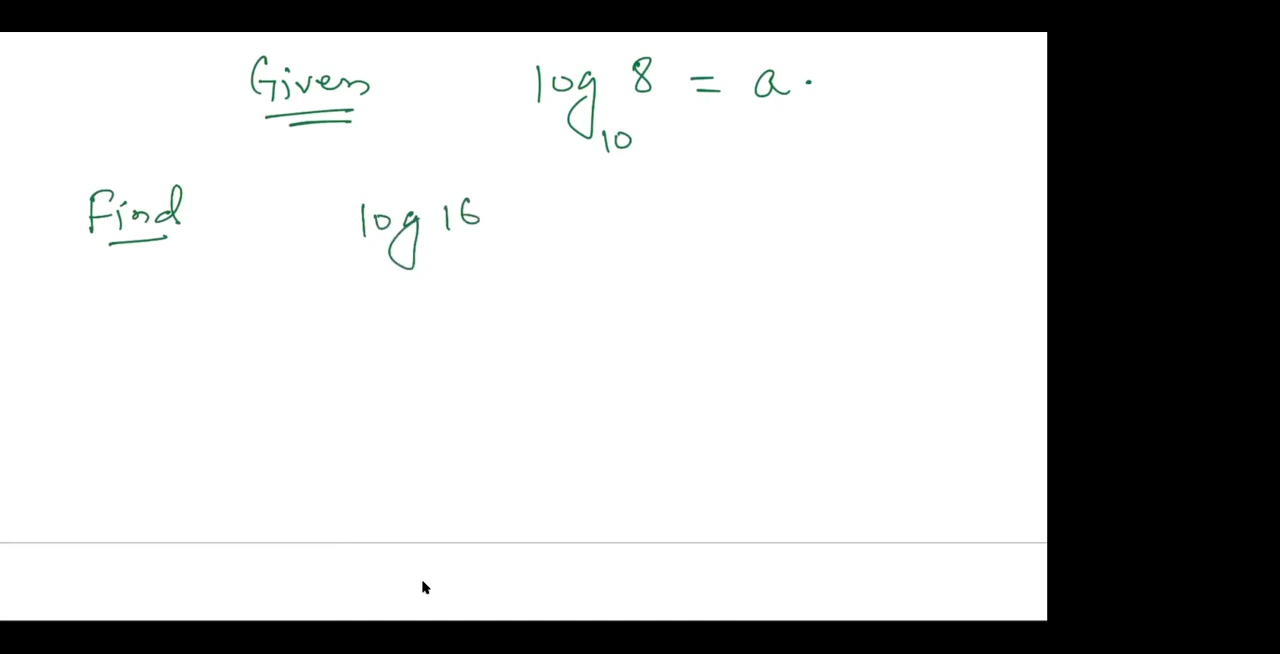 Given log₁₀ 8 = a.
Find log 16